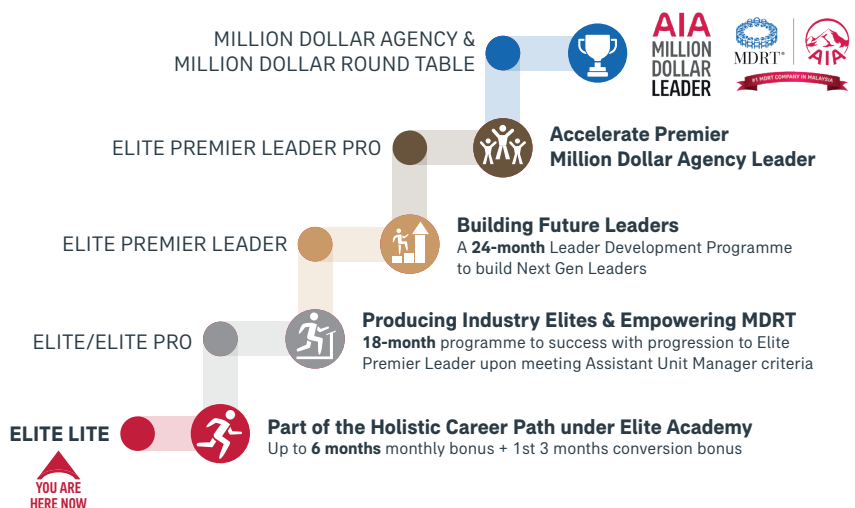 MILLION DOLLAR AGENCY &
MILLION DOLLAR ROUND TABLE
AIA
MILLION
DOLLAR
LEADER
MDRT®
AIA
#1 MDRT COMPANY IN MALAYSIA
ELITE PREMIER LEADER PRO
Accelerate Premier
Million Dollar Agency Leader
ELITE PREMIER LEADER
Building Future Leaders
A 24-month Leader Development Programme
to build Next Gen Leaders
ELITE/ELITE PRO
Producing Industry Elites & Empowering MDRT
18-month programme to success with progression to Elite
Premier Leader upon meeting Assistant Unit Manager criteria
ELITE LITE
Part of the Holistic Career Path under Elite Academy
Up to 6 months monthly bonus + 1st 3 months conversion bonus
YOU ARE
HERE NOW